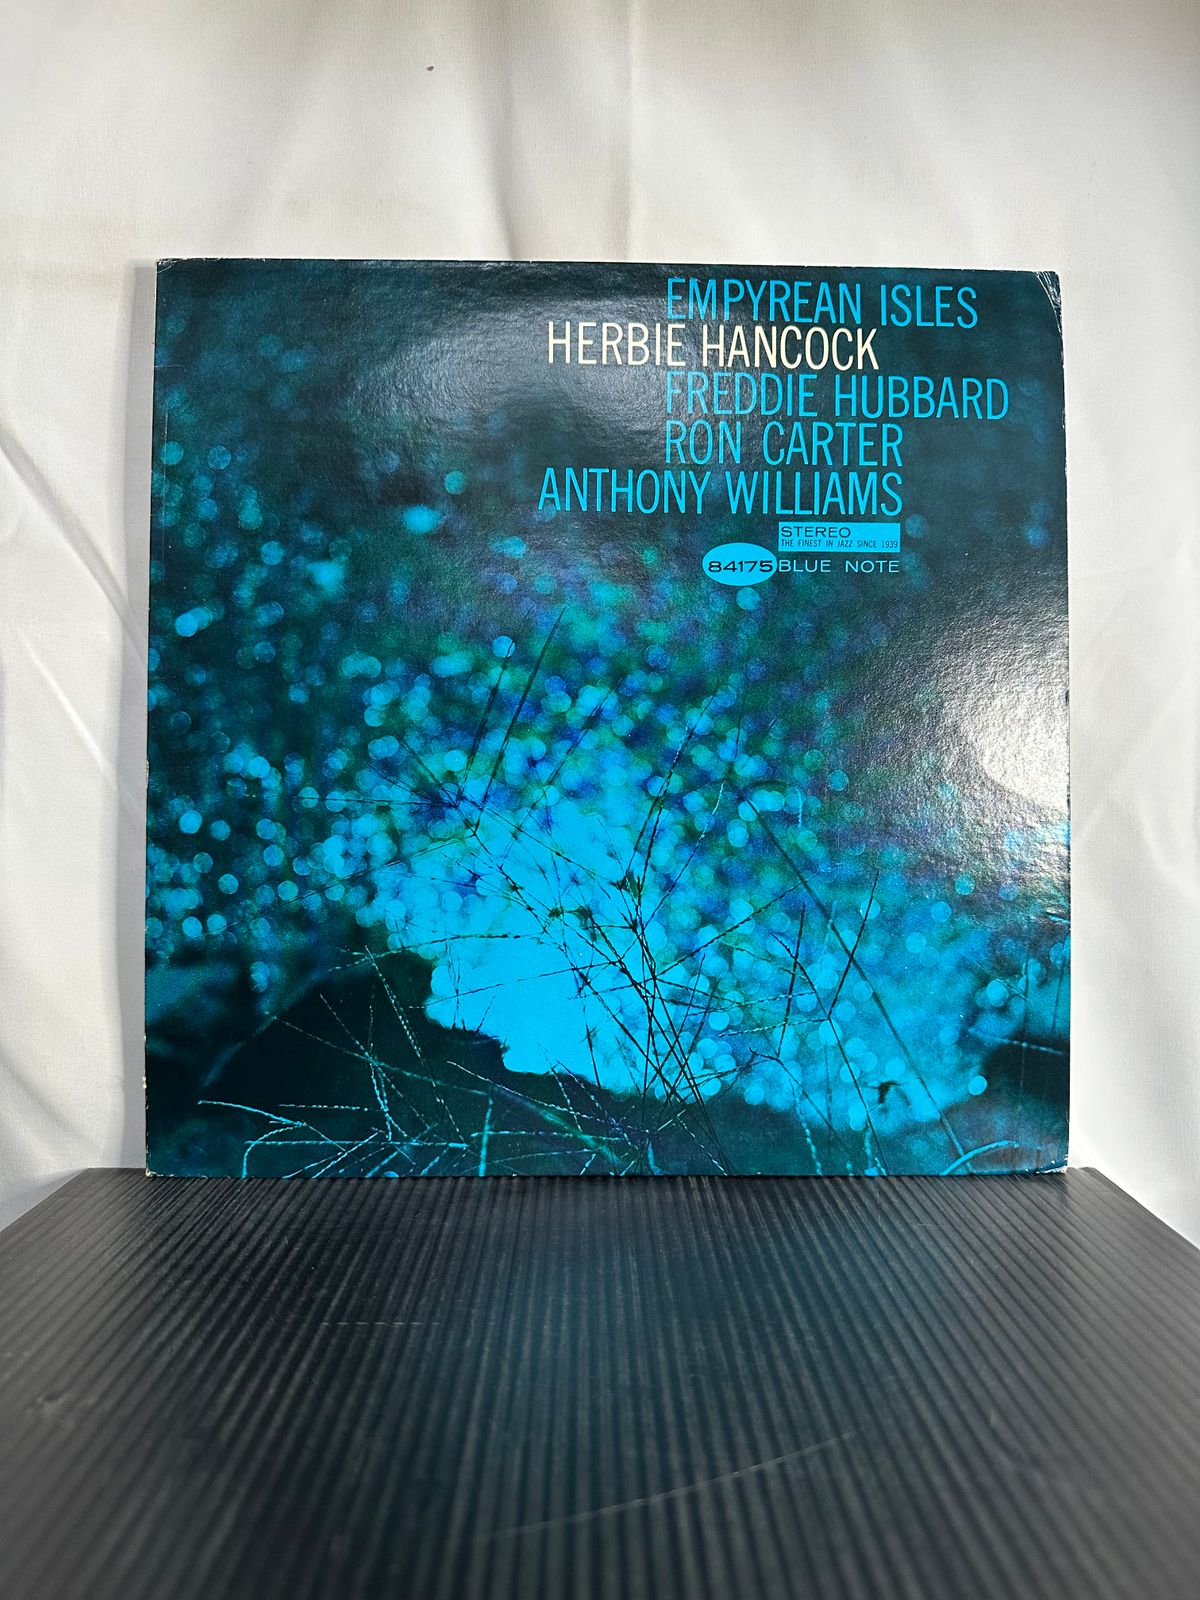 EMPYREAN ISLES
HERBIE HANCOCK
FREDDIE HUBBARD
RON CARTER
ANTHONY WILLIAMS
STEREO
THE FINEST IN JAZZ SINCE 1939
84175 BLUE NOTE